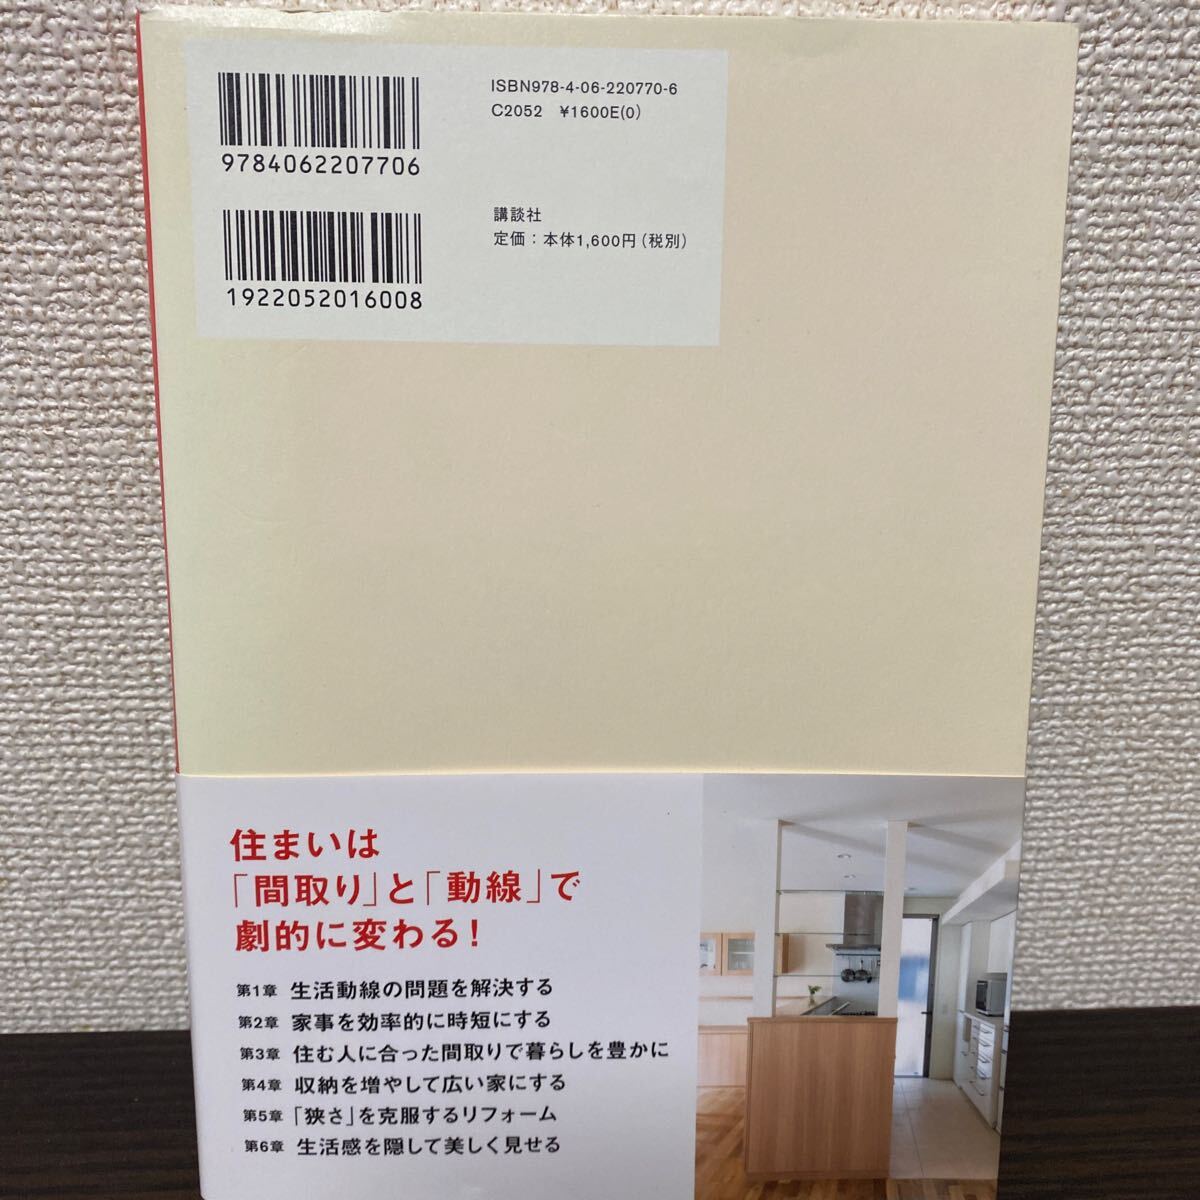 ISBN978-4-06-220770-6
C2052 ¥1600E(0)
9784062207706
講談社
定価：本体1,600円（税別）
1922052016008
住まいは
「間取り」と「動線」で
劇的に変わる！
第1章 生活動線の問題を解決する
第2章 家事を効率的に時短にする
第3章 住む人に合った間取りで暮らしを豊かに
第4章 収納を増やして広い家にする
第5章 「狭さ」を克服するリフォーム
第6章 生活感を隠して美しく見せる